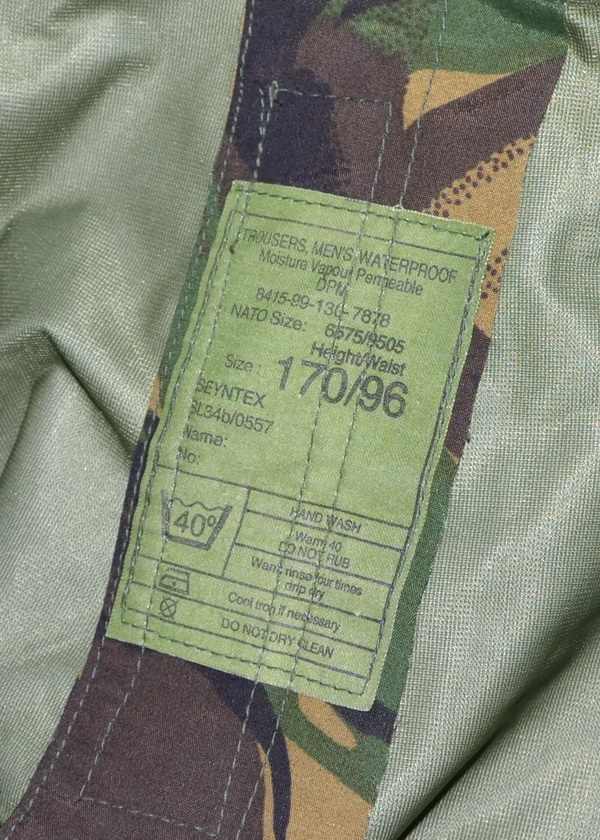 TROUSERS, MEN'S, WATERPROOF
Moisture Vapour Permeable
DPM
8415-99-130-7878
NATO Size: 6575/9505
Height/Waist
Size: 170/96
SEYNTEX
SL34b/0557
Name:
No:
40°
HAND WASH
Warm 40
DO NOT RUB
Warm rinse four times
drip dry
Cool iron if necessary
DO NOT DRY CLEAN